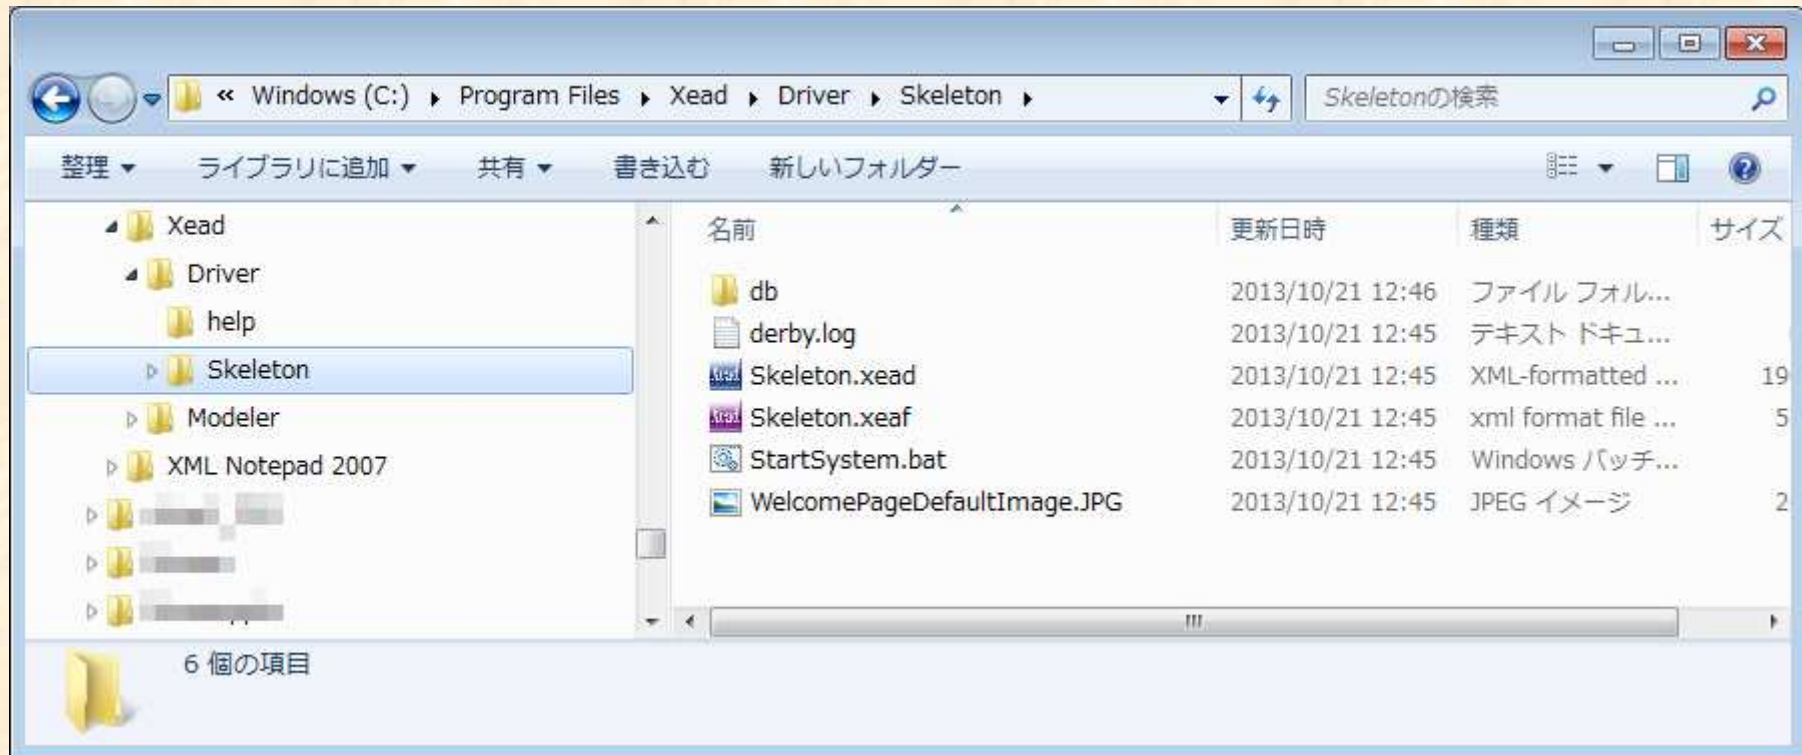 « Windows (C:) ▸ Program Files ▸ Xead ▸ Driver ▸ Skeleton ▸
Skeletonの検索
整理 ライブラリに追加 共有 書き込む 新しいフォルダー
Xead
Driver
help
Skeleton
Modeler
XML Notepad 2007
名前 更新日時 種類 サイズ
db 2013/10/21 12:46 ファイル フォル...
derby.log 2013/10/21 12:45 テキスト ドキュ...
Skeleton.xead 2013/10/21 12:45 XML-formatted ... 19
Skeleton.xeaf 2013/10/21 12:45 xml format file ... 5
StartSystem.bat 2013/10/21 12:45 Windows バッチ...
WelcomePageDefaultImage.JPG 2013/10/21 12:45 JPEG イメージ 2
6 個の項目